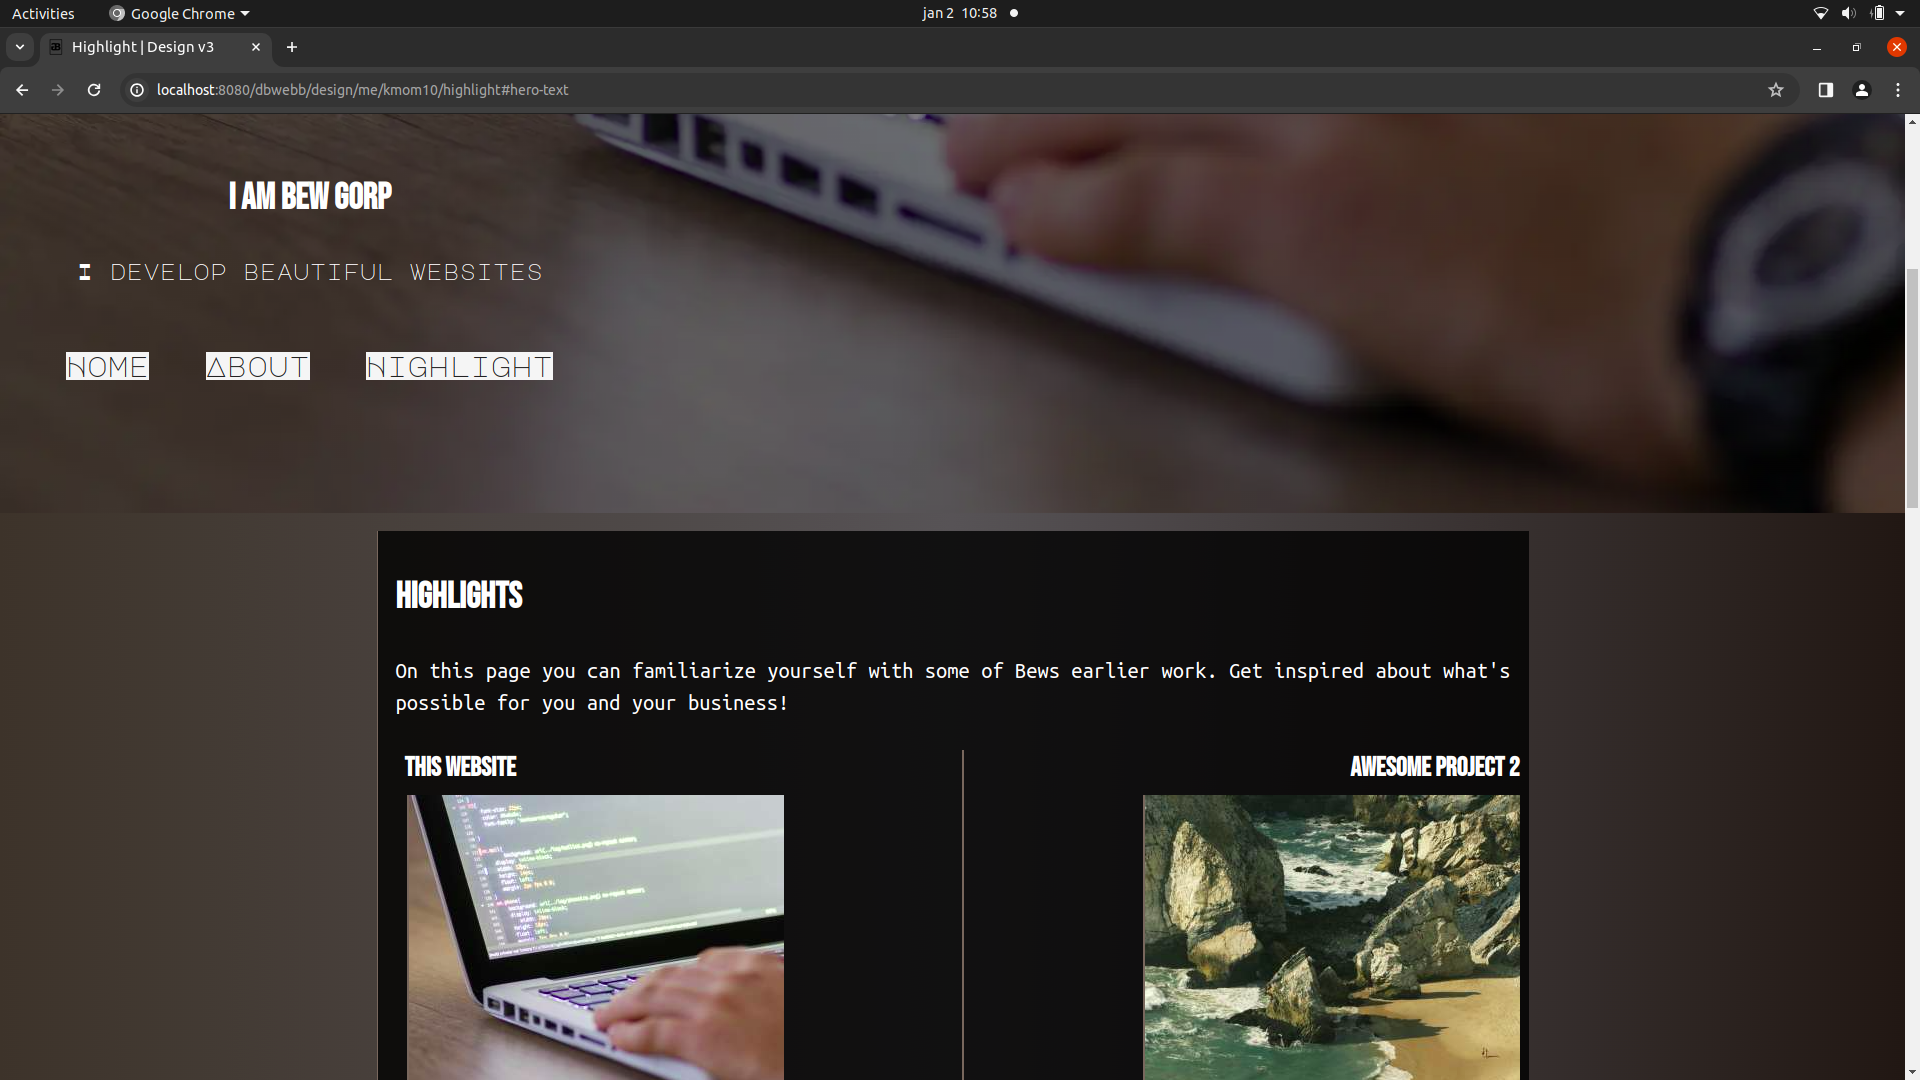 Activities
Google Chrome
jan 2 10:58
Highlight | Design v3
localhost:8080/dbwebb/design/me/kmom10/highlight#hero-text
I AM BEW GORP
I DEVELOP BEAUTIFUL WEBSITES
HOME ABOUT HIGHLIGHT
HIGHLIGHTS
On this page you can familiarize yourself with some of Bews earlier work. Get inspired about what's
possible for you and your business!
THIS WEBSITE
AWESOME PROJECT 2